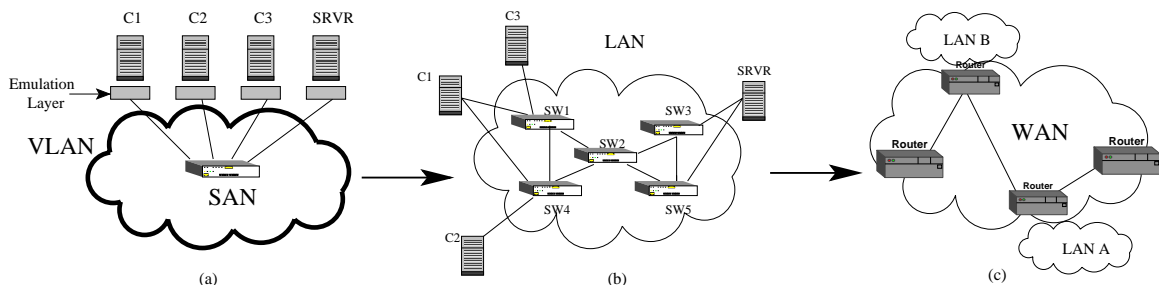 C1 C2 C3 SRVR
Emulation
Layer
VLAN
SAN
(a)
C3
LAN
C1
SRVR
SW1
SW3
SW2
SW4
SW5
C2
(b)
LAN B
Router
WAN
Router
Router
Router
LAN A
(c)